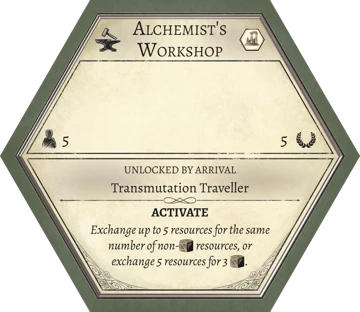 Alchemist's
Workshop
5 5
UNLOCKED BY ARRIVAL
Transmutation Traveller
ACTIVATE
Exchange up to 5 resources for the same
number of non- resources, or
exchange 5 resources for 3 .